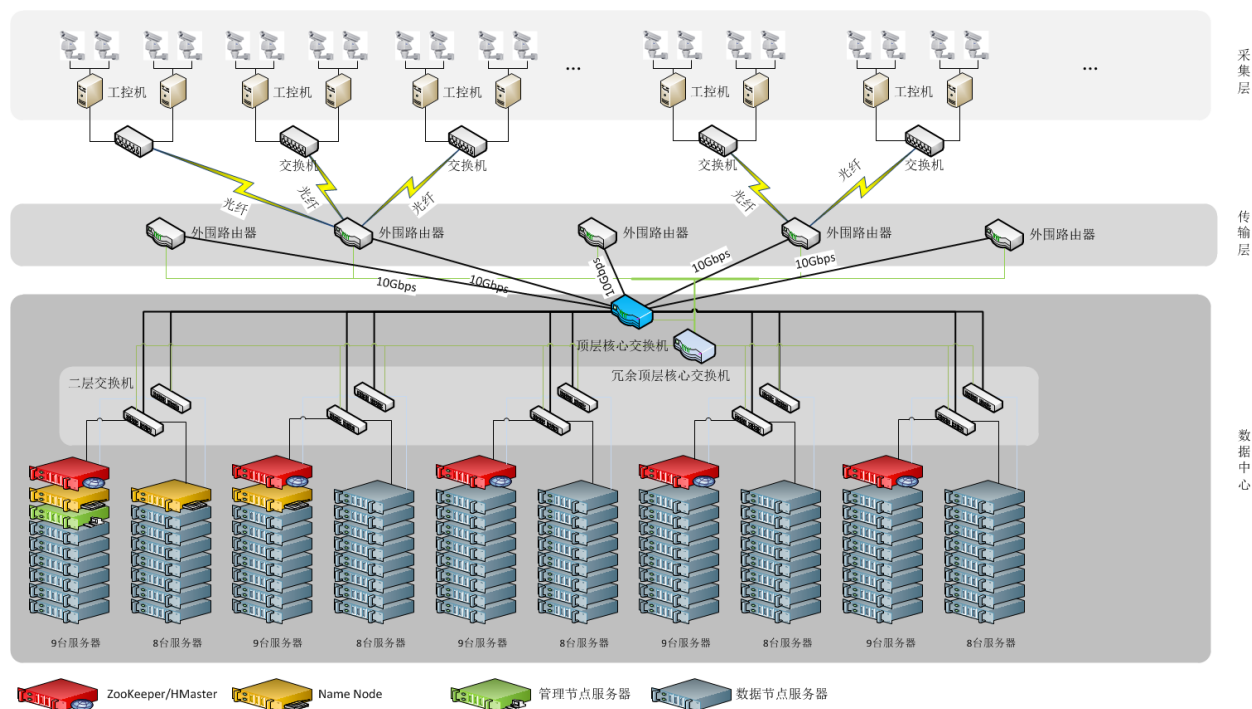 ... ...
采集层
工控机 工控机 工控机 工控机 工控机
交换机 交换机 交换机 交换机
光纤 光纤 光纤 光纤 光纤
外围路由器 外围路由器 外围路由器 外围路由器 外围路由器
传输层
10Gbps 10Gbps 10Gbps 10Gbps 10Gbps
顶层核心交换机
冗余顶层核心交换机
二层交换机
数据中心
9台服务器 8台服务器 9台服务器 8台服务器 9台服务器 8台服务器 9台服务器 8台服务器 9台服务器 8台服务器
ZooKeeper/HMaster Name Node 管理节点服务器 数据节点服务器